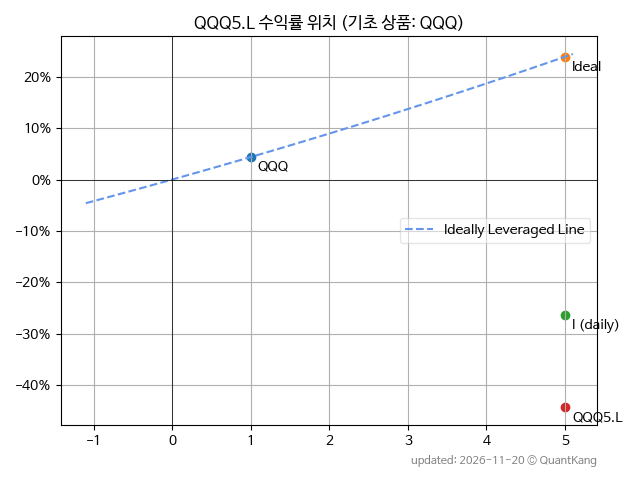 QQQ5.L 수익률 위치 (기초 상품: QQQ)
20%
10%
0%
−10%
−20%
−30%
−40%
Ideal
QQQ
Ideally Leveraged Line
I (daily)
QQQ5.L
−1 0 1 2 3 4 5
updated: 2026-11-20 © QuantKang